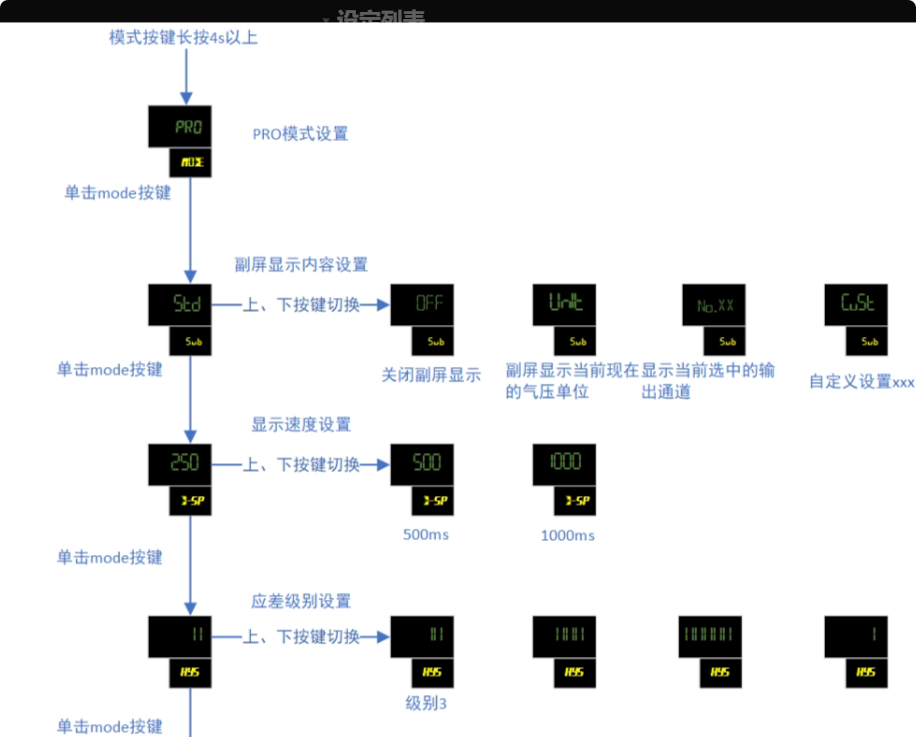 设定列表
模式按键长按4s以上
PRO
MODE
PRO模式设置
单击mode按键
副屏显示内容设置
Std
Sub
上、下按键切换
OFF
Sub
Unit
Sub
No.XX
Sub
CuSt
Sub
单击mode按键
关闭副屏显示
副屏显示当前现在
的气压单位
显示当前选中的输
出通道
自定义设置xxx
显示速度设置
250
D-SP
上、下按键切换
500
D-SP
1000
D-SP
500ms
1000ms
单击mode按键
应差级别设置
HYS
上、下按键切换
HYS
HYS
HYS
HYS
级别3
单击mode按键